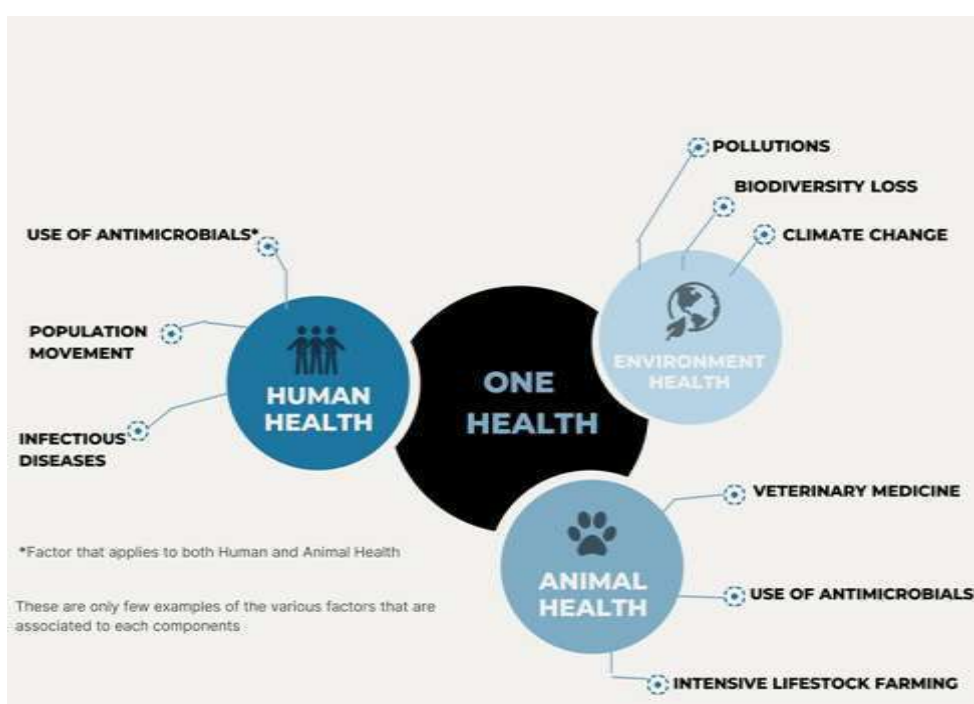 POLLUTIONS
BIODIVERSITY LOSS
CLIMATE CHANGE
USE OF ANTIMICROBIALS*
POPULATION
MOVEMENT
INFECTIOUS
DISEASES
HUMAN
HEALTH
ONE
HEALTH
ENVIRONMENT
HEALTH
ANIMAL
HEALTH
VETERINARY MEDICINE
USE OF ANTIMICROBIALS
INTENSIVE LIFESTOCK FARMING
*Factor that applies to both Human and Animal Health
These are only few examples of the various factors that are
associated to each components